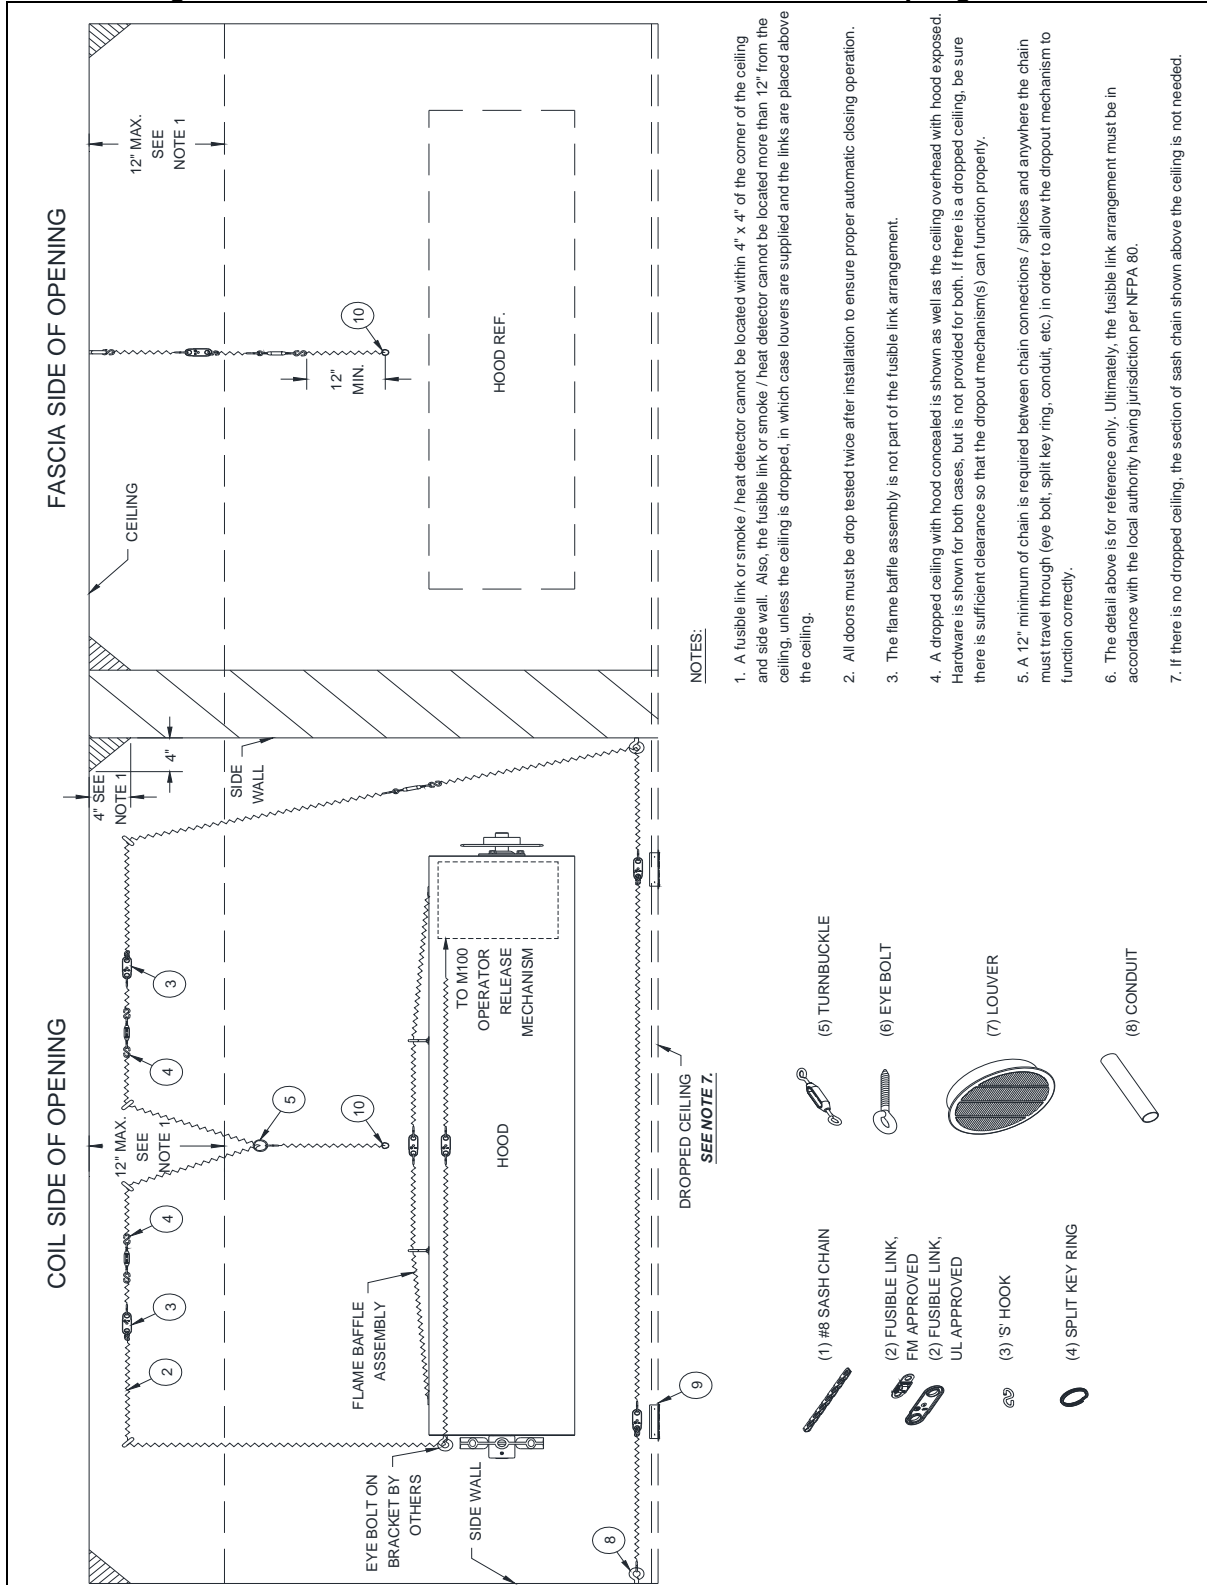 COIL SIDE OF OPENING
FASCIA SIDE OF OPENING
CEILING
12" MAX.
SEE
NOTE 1
4" SEE
NOTE 1
4"
SIDE
WALL
12" MAX.
SEE
NOTE 1
3
4
4
3
2
5
10
10
12"
MIN.
FLAME BAFFLE
ASSEMBLY
TO M100
OPERATOR
RELEASE
MECHANISM
HOOD
HOOD REF.
EYE BOLT ON
BRACKET BY
OTHERS
SIDE WALL
8
9
DROPPED CEILING
SEE NOTE 7.
(1) #8 SASH CHAIN
(2) FUSIBLE LINK,
FM APPROVED
(2) FUSIBLE LINK,
UL APPROVED
(3) 'S' HOOK
(4) SPLIT KEY RING
(5) TURNBUCKLE
(6) EYE BOLT
(7) LOUVER
(8) CONDUIT
NOTES:
1. A fusible link or smoke / heat detector cannot be located within 4" x 4" of the corner of the ceiling
and side wall. Also, the fusible link or smoke / heat detector cannot be located more than 12" from the
ceiling, unless the ceiling is dropped, in which case louvers are supplied and the links are placed above
the ceiling.
2. All doors must be drop tested twice after installation to ensure proper automatic closing operation.
3. The flame baffle assembly is not part of the fusible link arrangement.
4. A dropped ceiling with hood concealed is shown as well as the ceiling overhead with hood exposed.
Hardware is shown for both cases, but is not provided for both. If there is a dropped ceiling, be sure
there is sufficient clearance so that the dropout mechanism(s) can function properly.
5. A 12" minimum of chain is required between chain connections / splices and anywhere the chain
must travel through (eye bolt, split key ring, conduit, etc.) in order to allow the dropout mechanism to
function correctly.
6. The detail above is for reference only. Ultimately, the fusible link arrangement must be in
accordance with the local authority having jurisdiction per NFPA 80.
7. If there is no dropped ceiling, the section of sash chain shown above the ceiling is not needed.